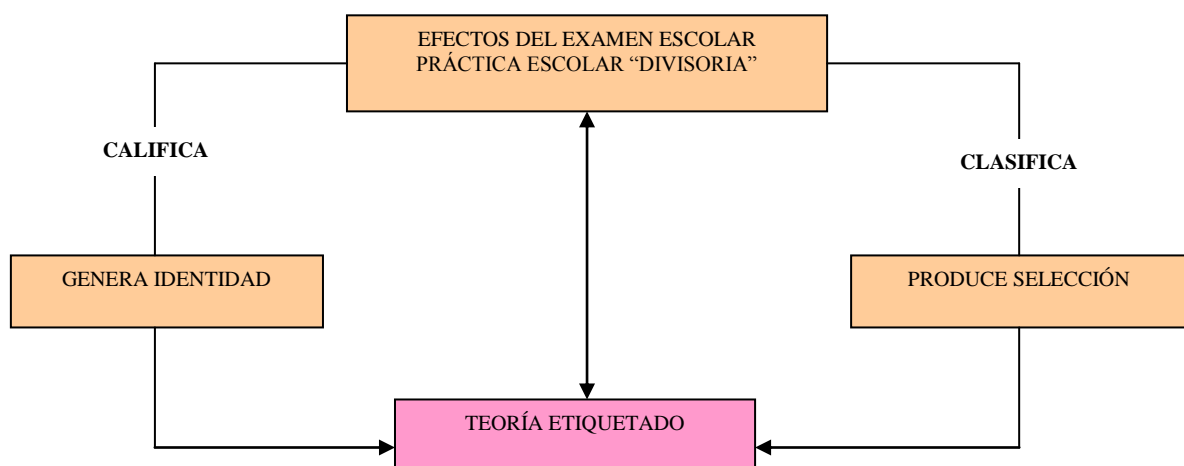 EFECTOS DEL EXAMEN ESCOLAR
PRÁCTICA ESCOLAR “DIVISORIA”
CALIFICA
CLASIFICA
GENERA IDENTIDAD
PRODUCE SELECCIÓN
TEORÍA ETIQUETADO